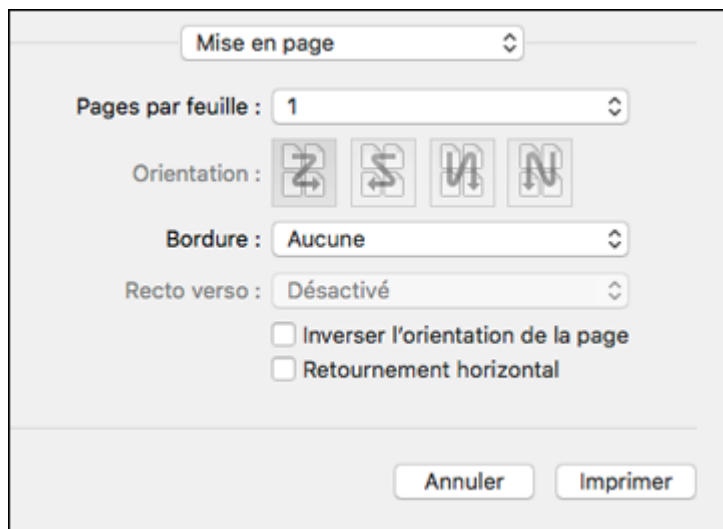 Mise en page
Pages par feuille : 1
Orientation :
Bordure : Aucune
Recto verso : Désactivé
Inverser l'orientation de la page
Retournement horizontal
Annuler Imprimer